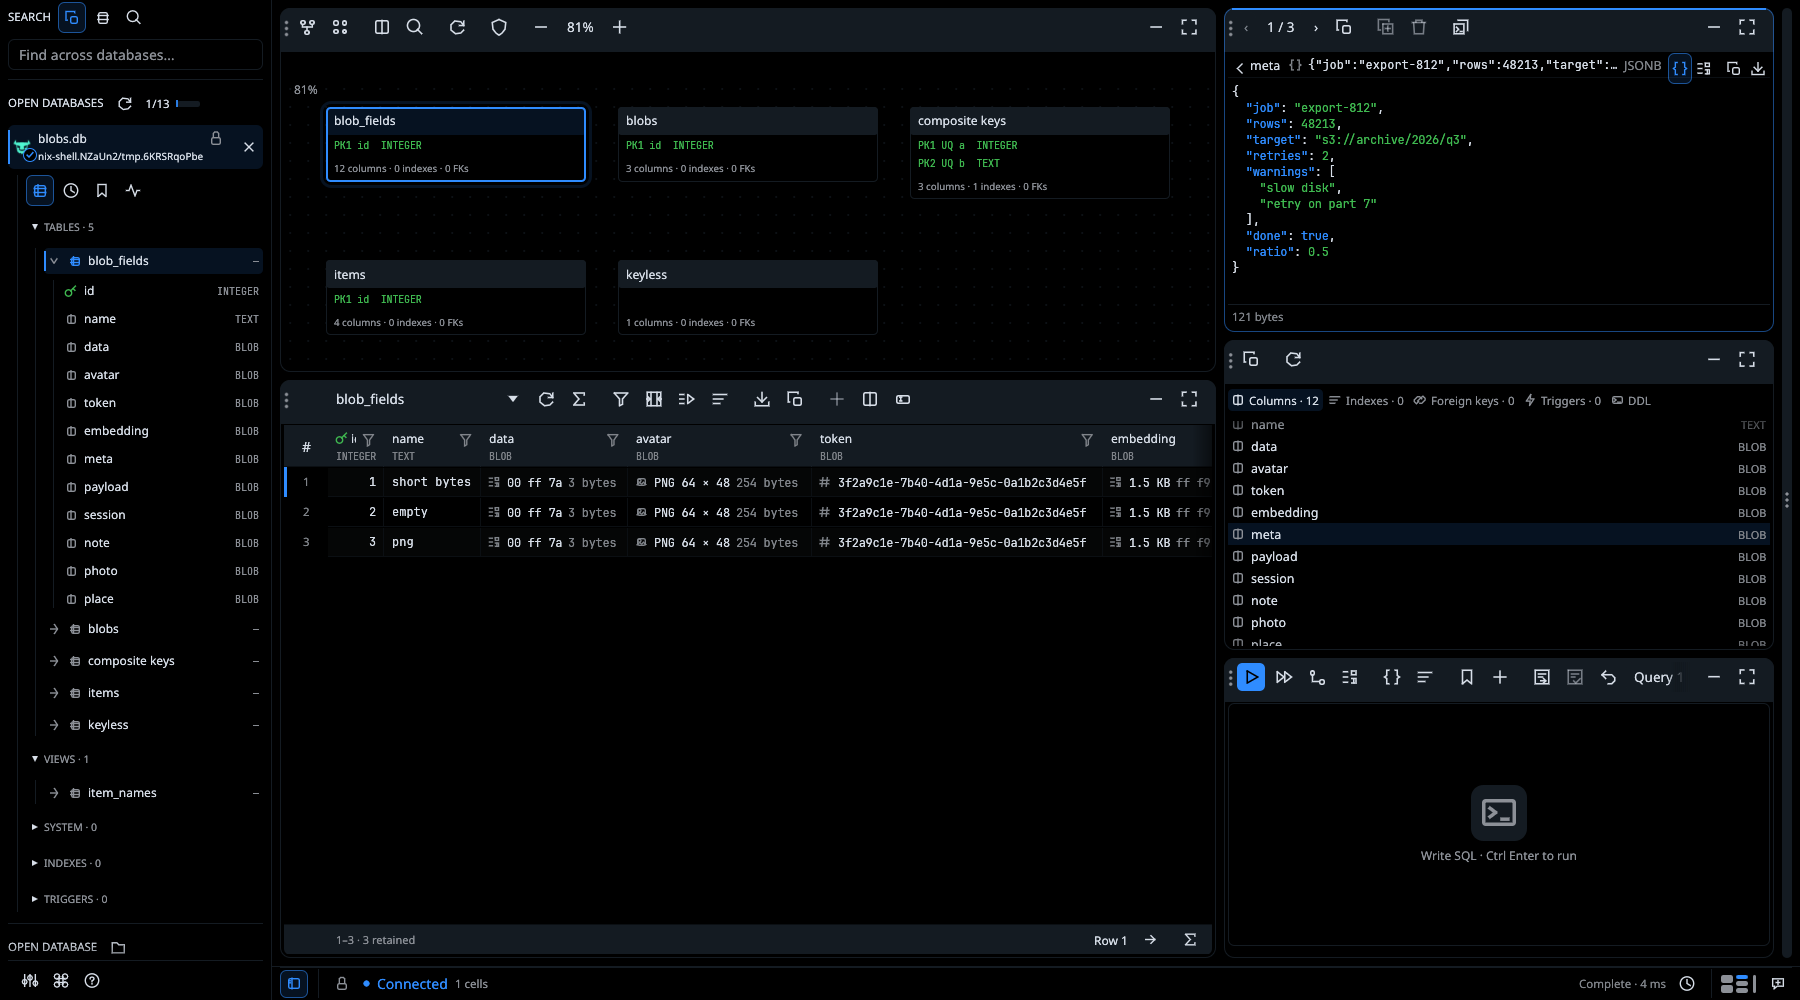 SEARCH
Find across databases...
OPEN DATABASES 1/13
blobs.db
nix-shell.NZaUn2/tmp.6KRSRqoPbe
TABLES · 5
blob_fields –
id INTEGER
name TEXT
data BLOB
avatar BLOB
token BLOB
embedding BLOB
meta BLOB
payload BLOB
session BLOB
note BLOB
photo BLOB
place BLOB
blobs –
composite keys –
items –
keyless –
VIEWS · 1
item_names –
SYSTEM · 0
INDEXES · 0
TRIGGERS · 0
OPEN DATABASE
81%
81%
blob_fields
PK1 id INTEGER
12 columns · 0 indexes · 0 FKs
blobs
PK1 id INTEGER
3 columns · 0 indexes · 0 FKs
composite keys
PK1 UQ a INTEGER
PK2 UQ b TEXT
3 columns · 1 indexes · 0 FKs
items
PK1 id INTEGER
4 columns · 0 indexes · 0 FKs
keyless
1 columns · 0 indexes · 0 FKs
blob_fields
# name data avatar token embedding
INTEGER TEXT BLOB BLOB BLOB BLOB
1 1 short bytes 00 ff 7a 3 bytes PNG 64 × 48 254 bytes # 3f2a9c1e-7b40-4d1a-9e5c-0a1b2c3d4e5f 1.5 KB ff f9
2 2 empty 00 ff 7a 3 bytes PNG 64 × 48 254 bytes # 3f2a9c1e-7b40-4d1a-9e5c-0a1b2c3d4e5f 1.5 KB ff f9
3 3 png 00 ff 7a 3 bytes PNG 64 × 48 254 bytes # 3f2a9c1e-7b40-4d1a-9e5c-0a1b2c3d4e5f 1.5 KB ff f9
1–3 · 3 retained Row 1
1 / 3
meta {} {"job":"export-812","rows":48213,"target":… JSONB {}
{
"job": "export-812",
"rows": 48213,
"target": "s3://archive/2026/q3",
"retries": 2,
"warnings": [
"slow disk",
"retry on part 7"
],
"done": true,
"ratio": 0.5
}
121 bytes
Columns · 12 Indexes · 0 Foreign keys · 0 Triggers · 0 DDL
name TEXT
data BLOB
avatar BLOB
token BLOB
embedding BLOB
meta BLOB
payload BLOB
session BLOB
note BLOB
photo BLOB
place BLOB
{} Query 1
Write SQL · Ctrl Enter to run
Connected 1 cells
Complete · 4 ms